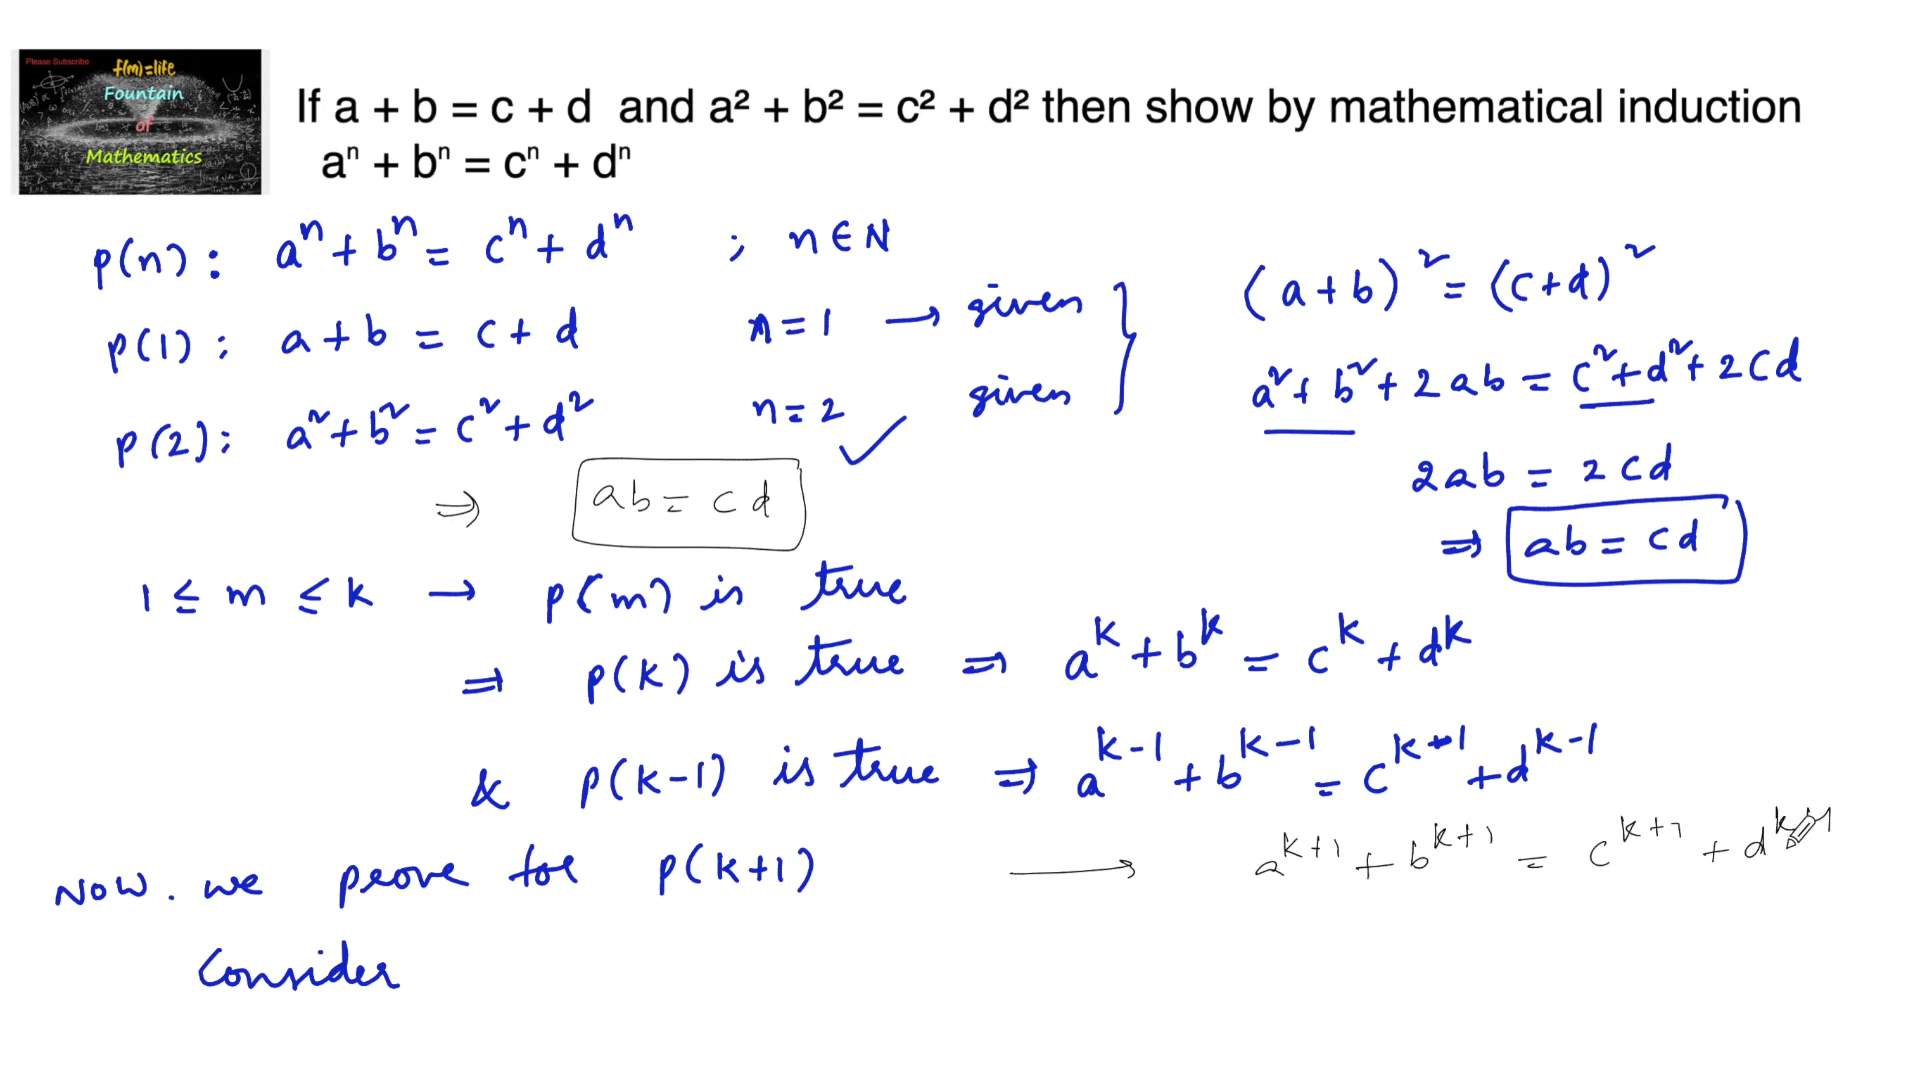 Please Subscribe
f(m)=life
Fountain
of
Mathematics
If a + b = c + d and a² + b² = c² + d² then show by mathematical induction
aⁿ + bⁿ = cⁿ + dⁿ
p(n) : aⁿ + bⁿ = cⁿ + dⁿ ; n ∈ N
p(1) : a + b = c + d n = 1 → given
p(2) : a² + b² = c² + d² n = 2 given
⇒ ab = cd
(a+b)² = (c+d)²
a² + b² + 2ab = c² + d² + 2cd
2ab = 2cd
⇒ ab = cd
1 ≤ m ≤ k → p(m) is true
⇒ p(k) is true ⇒ aᵏ + bᵏ = cᵏ + dᵏ
& p(k-1) is true ⇒ aᵏ⁻¹ + bᵏ⁻¹ = cᵏ⁻¹ + dᵏ⁻¹
Now. we prove for p(k+1) → aᵏ⁺¹ + bᵏ⁺¹ = cᵏ⁺¹ + dᵏ⁺¹
Consider